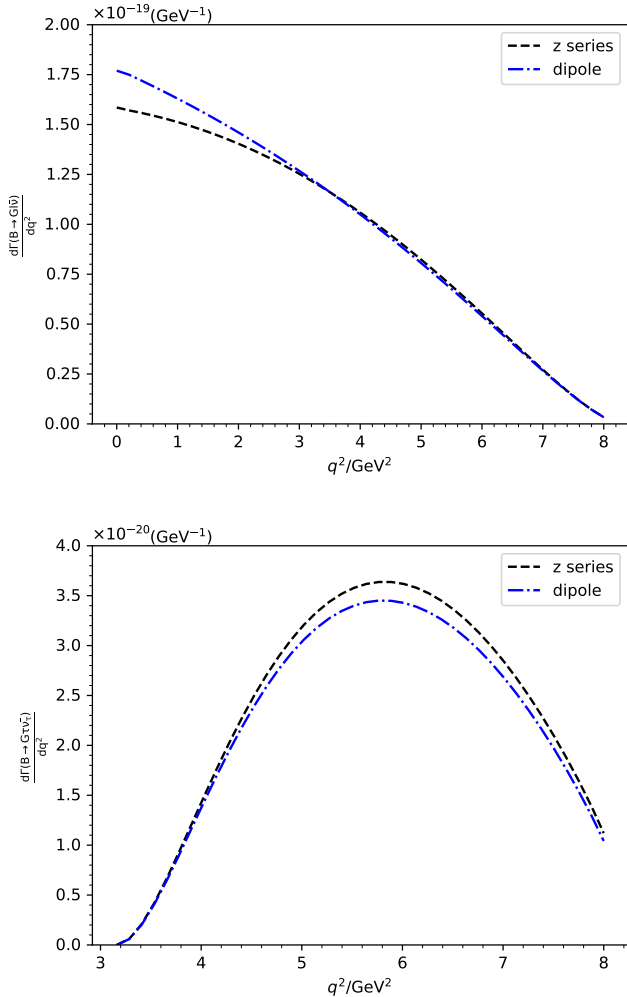 ×10⁻¹⁹(GeV⁻¹)
2.00
1.75
1.50
1.25
1.00
0.75
0.50
0.25
0.00
dΓ(B→Glν̄)
dq²
z series
dipole
0 1 2 3 4 5 6 7 8
q²/GeV²
×10⁻²⁰(GeV⁻¹)
4.0
3.5
3.0
2.5
2.0
1.5
1.0
0.5
0.0
dΓ(B→Gτν̄τ)
dq²
z series
dipole
3 4 5 6 7 8
q²/GeV²